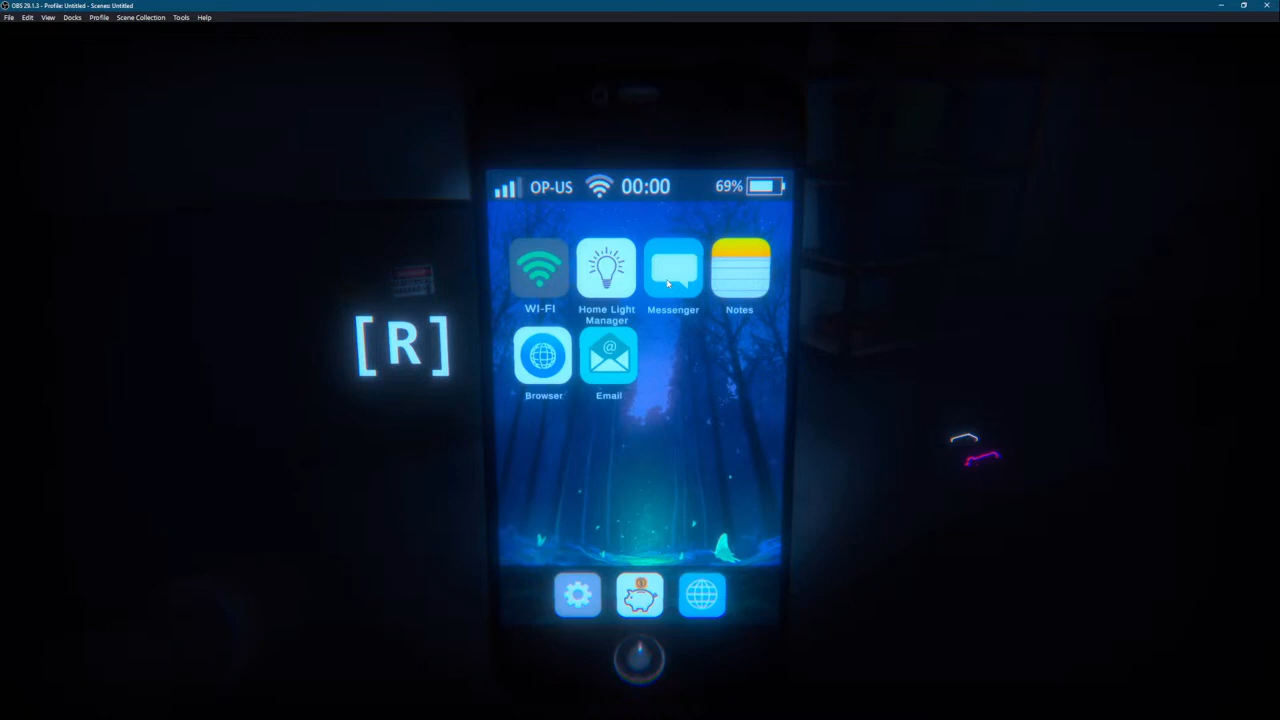 OBS 29.1.3 - Profile: Untitled - Scenes: Untitled
File Edit View Docks Profile Scene Collection Tools Help
OP-US 00:00 69%
WI-FI Home Light Manager Messenger Notes
[R]
Browser Email